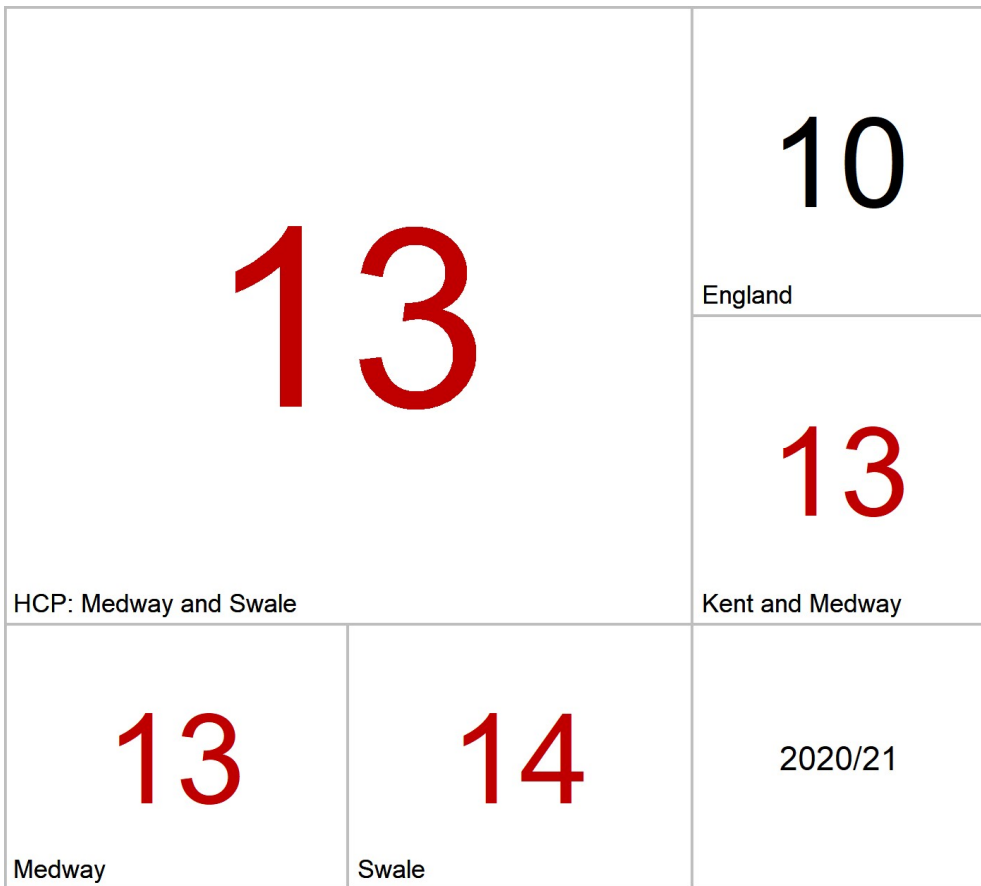 13
HCP: Medway and Swale
10
England
13
Kent and Medway
13
Medway
14
Swale
2020/21